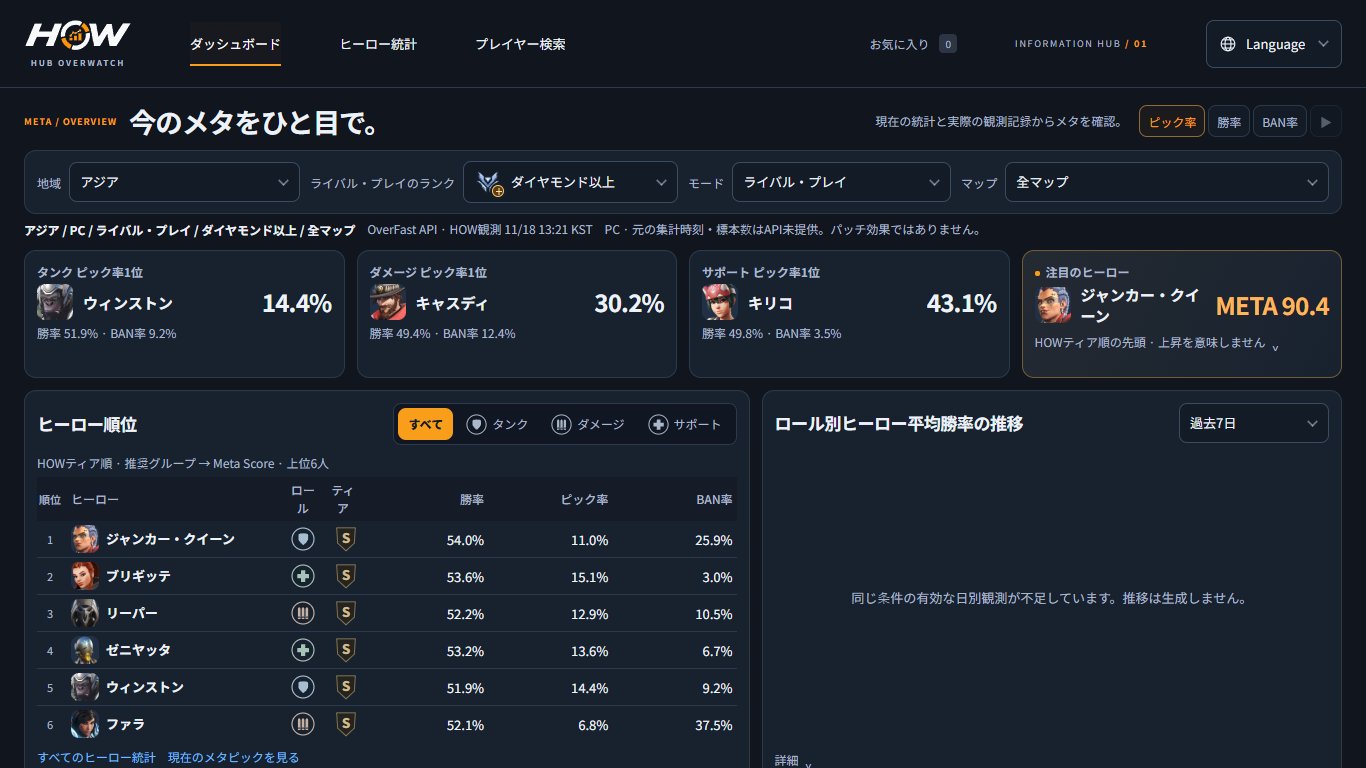 HOW
HUB OVERWATCH
ダッシュボード
ヒーロー統計
プレイヤー検索
お気に入り 0
INFORMATION HUB / 01
Language
META / OVERVIEW
今のメタをひと目で。
現在の統計と実際の観測記録からメタを確認。
ピック率
勝率
BAN率
地域
アジア
ライバル・プレイのランク
ダイヤモンド以上
モード
ライバル・プレイ
マップ
全マップ
アジア / PC / ライバル・プレイ / ダイヤモンド以上 / 全マップ
OverFast API · HOW観測 11/18 13:21 KST
PC · 元の集計時刻・標本数はAPI未提供。パッチ効果ではありません。
タンク ピック率1位
ウィンストン 14.4%
勝率 51.9% · BAN率 9.2%
ダメージ ピック率1位
キャスディ 30.2%
勝率 49.4% · BAN率 12.4%
サポート ピック率1位
キリコ 43.1%
勝率 49.8% · BAN率 3.5%
注目のヒーロー
ジャンカー・クイ
ーン
META 90.4
HOWティア順の先頭 · 上昇を意味しません
ヒーロー順位
すべて
タンク
ダメージ
サポート
HOWティア順 · 推奨グループ → Meta Score · 上位6人
順位 ヒーロー ロール ティア 勝率 ピック率 BAN率
1 ジャンカー・クイーン S 54.0% 11.0% 25.9%
2 ブリギッテ S 53.6% 15.1% 3.0%
3 リーパー S 52.2% 12.9% 10.5%
4 ゼニヤッタ S 53.2% 13.6% 6.7%
5 ウィンストン S 51.9% 14.4% 9.2%
6 ファラ S 52.1% 6.8% 37.5%
すべてのヒーロー統計 現在のメタピックを見る
ロール別ヒーロー平均勝率の推移
過去7日
同じ条件の有効な日別観測が不足しています。推移は生成しません。
詳細